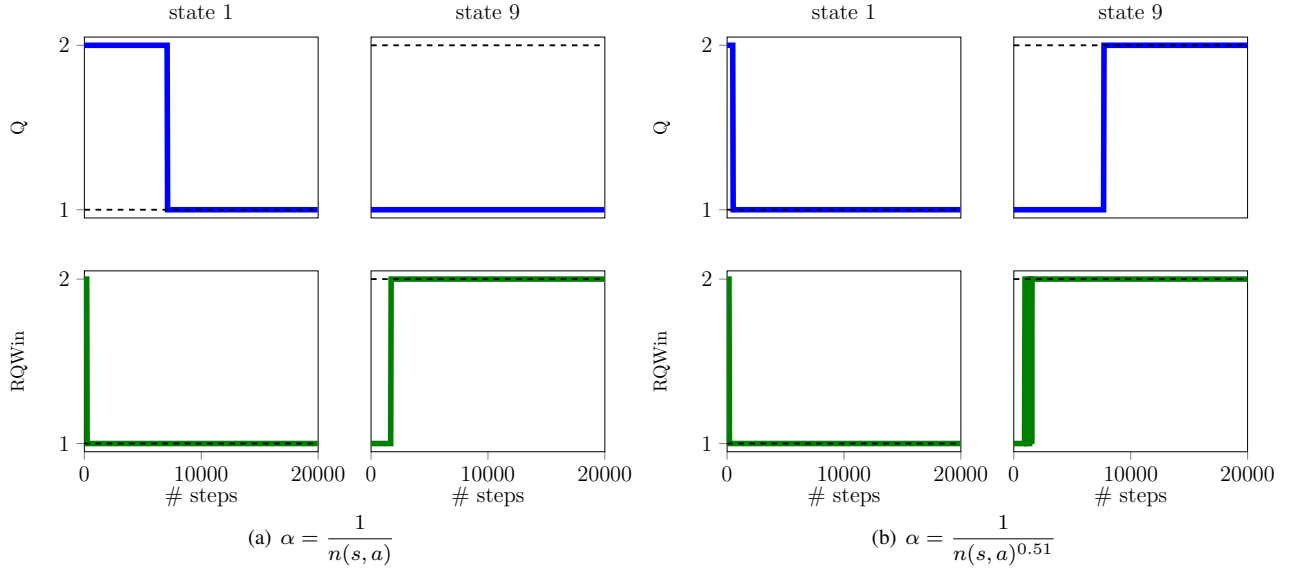 state 1
state 9
state 1
state 9
2
1
Q
2
1
Q
2
1
RQWin
0
10000
20000
# steps
0
10000
20000
# steps
2
1
RQWin
0
10000
20000
# steps
0
10000
20000
# steps
(a) α = 1/n(s, a)
(b) α = 1/n(s, a)^0.51